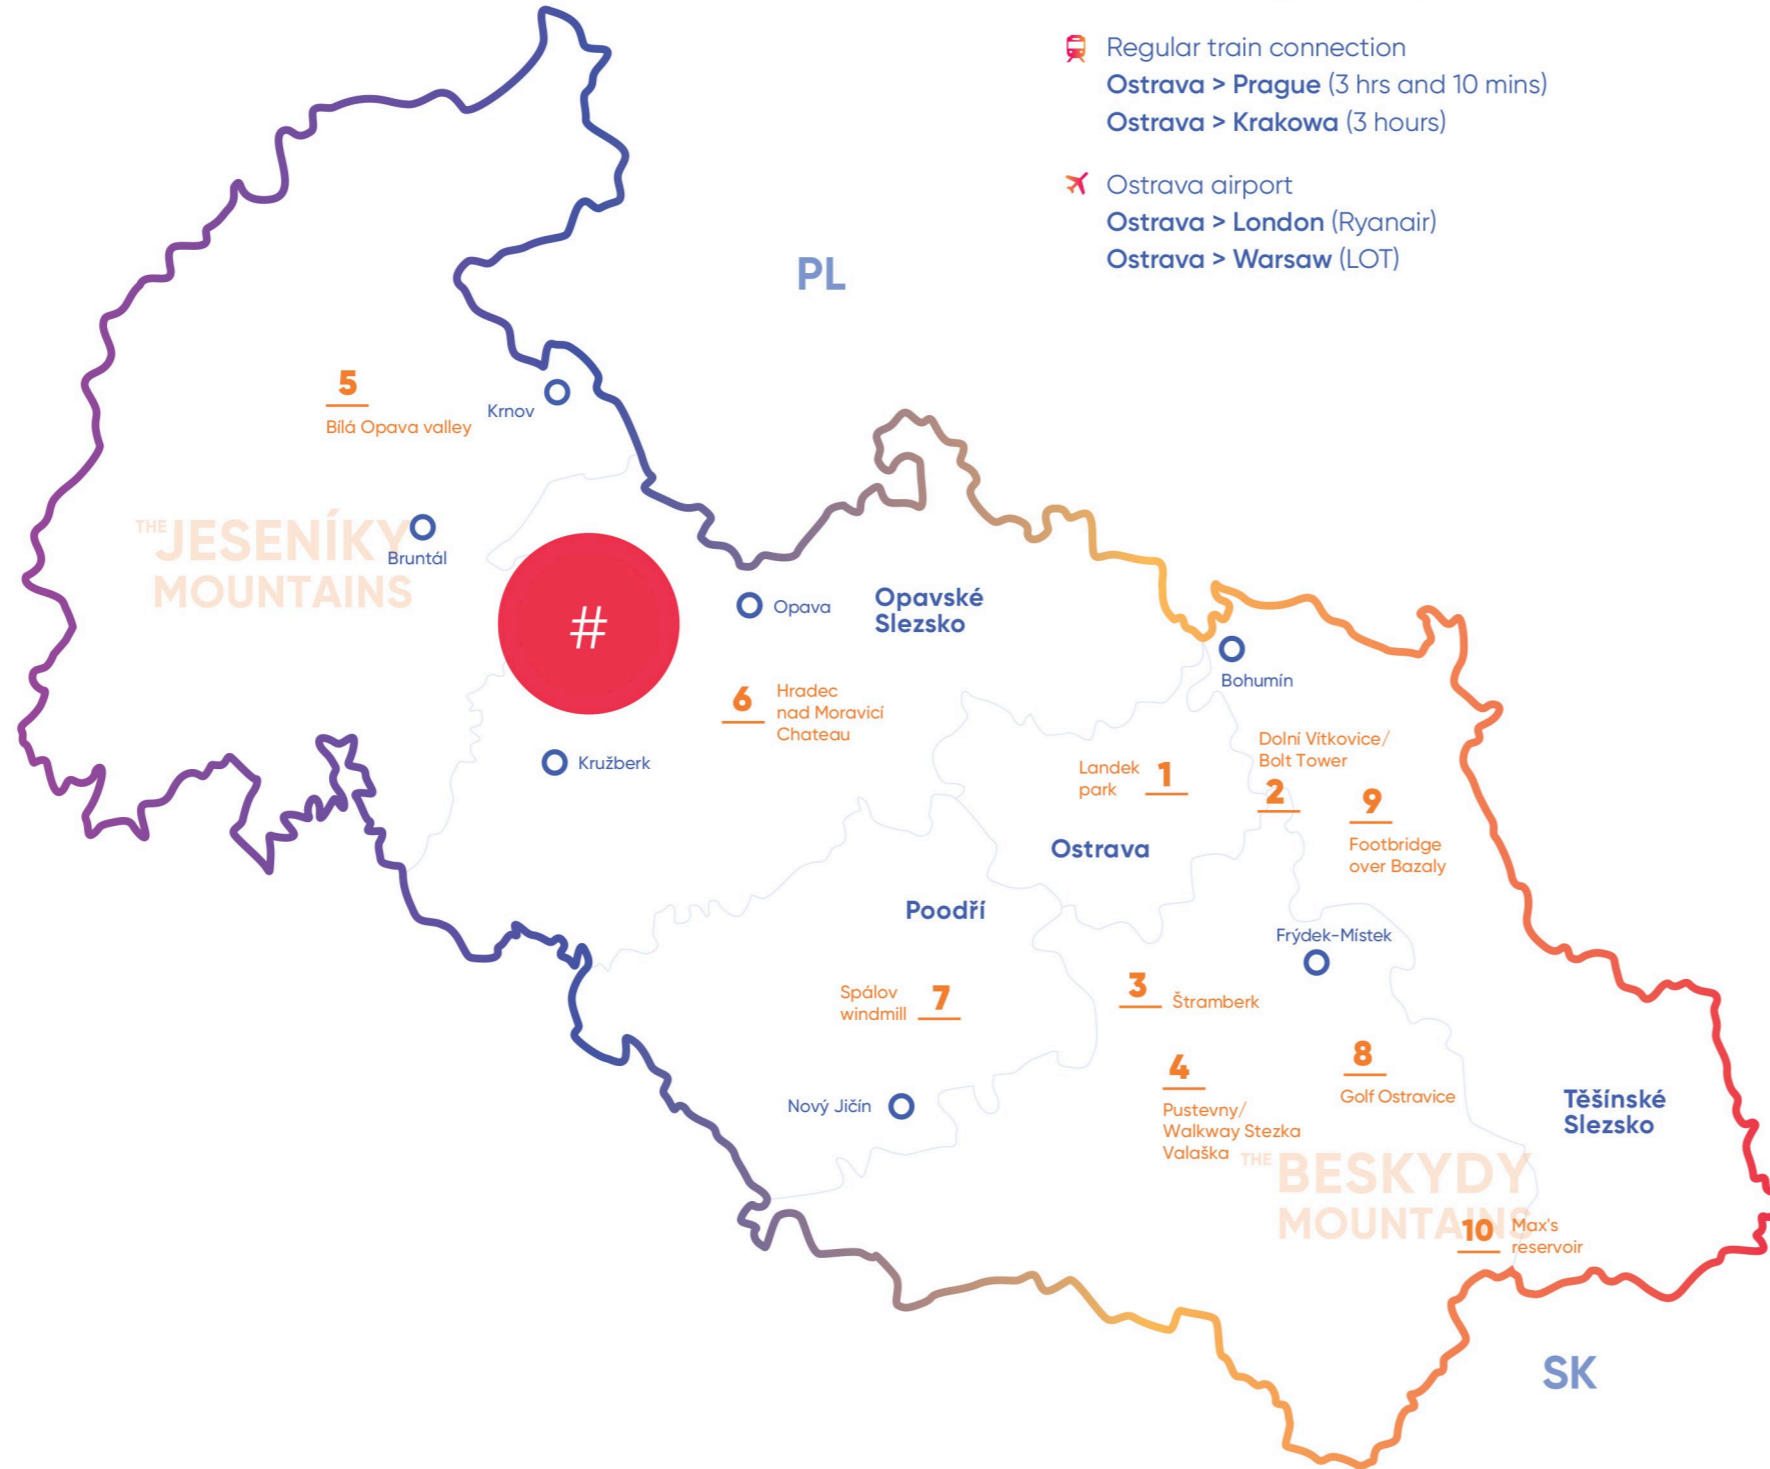 Regular train connection
Ostrava > Prague (3 hrs and 10 mins)
Ostrava > Krakowa (3 hours)
Ostrava airport
Ostrava > London (Ryanair)
Ostrava > Warsaw (LOT)
PL
5
Bílá Opava valley
Krnov
THE JESENÍKY
MOUNTAINS
Bruntál
#
Opava
Opavské
Slezsko
6
Hradec
nad Moravicí
Chateau
Kružberk
Bohumín
Landek
park
1
Dolní Vítkovice/
Bolt Tower
2
9
Footbridge
over Bazaly
Ostrava
Poodří
Frýdek-Místek
Spálov
windmill
7
3
Štramberk
4
Pustevny/
Walkway Stezka
Valaška
8
Golf Ostravice
Nový Jičín
Těšínské
Slezsko
THE BESKYDY
MOUNTAINS
10
Max's
reservoir
SK